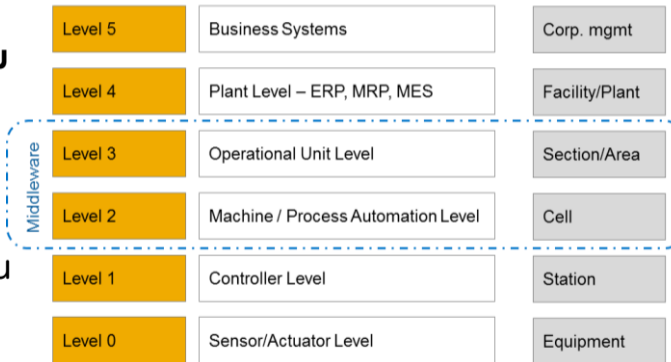 Level 5 Business Systems Corp. mgmt
Level 4 Plant Level – ERP, MRP, MES Facility/Plant
Middleware
Level 3 Operational Unit Level Section/Area
Level 2 Machine / Process Automation Level Cell
Level 1 Controller Level Station
Level 0 Sensor/Actuator Level Equipment